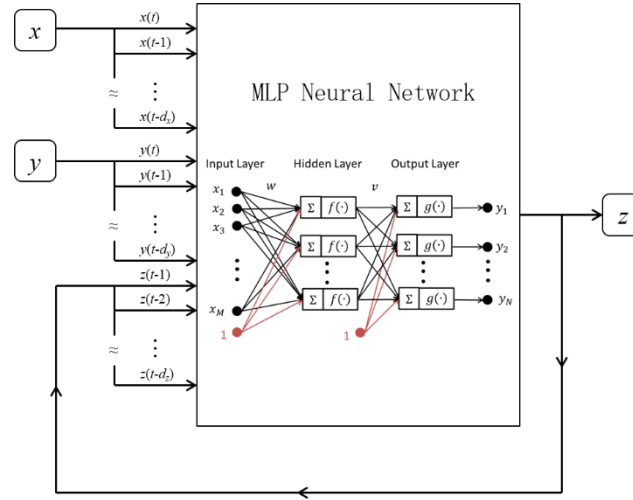 x
x(t)
x(t-1)
≈
⋮
x(t-dx)
y
y(t)
y(t-1)
≈
⋮
y(t-dy)
z(t-1)
z(t-2)
≈
⋮
z(t-dz)
MLP Neural Network
Input Layer Hidden Layer Output Layer
w v
x1 Σ f(·) Σ g(·) y1
x2
x3
Σ f(·) Σ g(·) y2
⋮ ⋮ ⋮ ⋮
xM Σ f(·) Σ g(·) yN
1 1
z